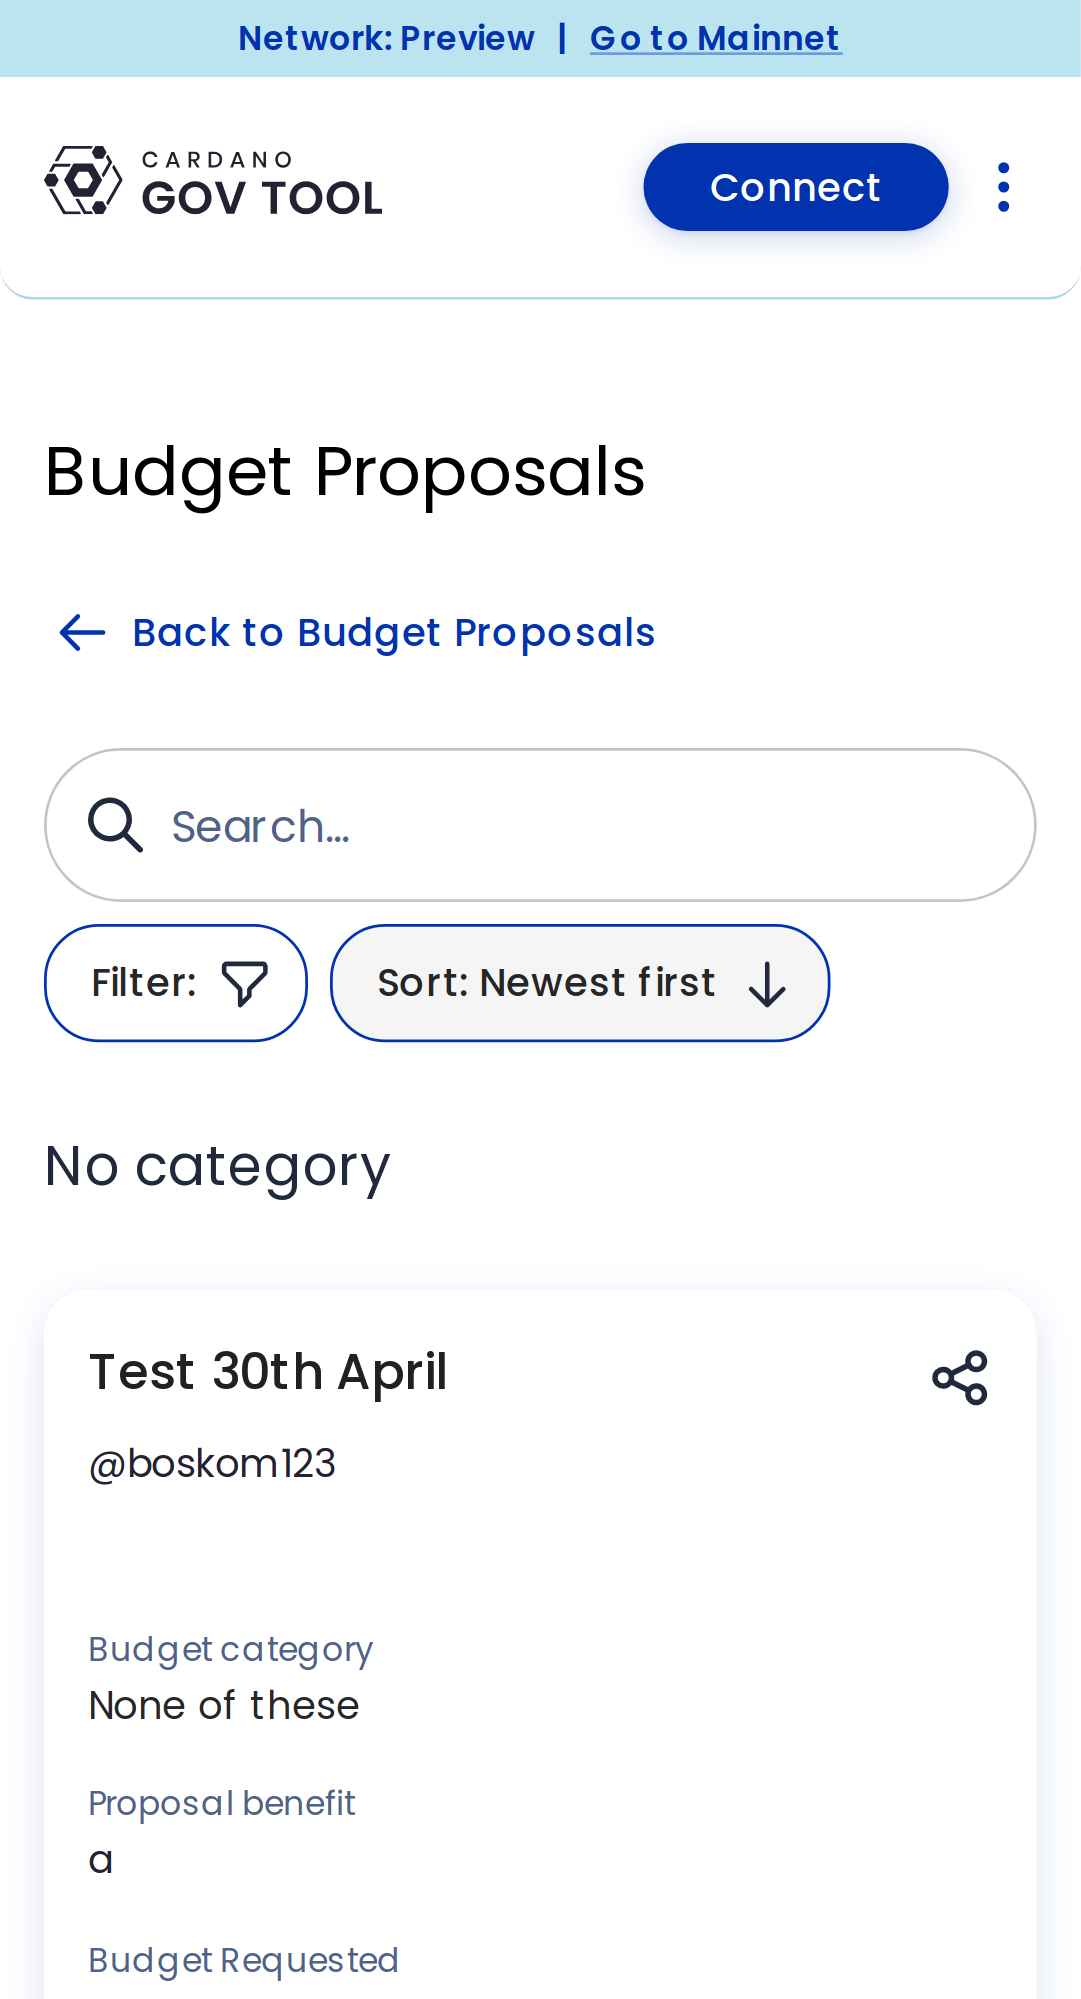 Network: Preview | Go to Mainnet
CARDANO
GOV TOOL
Connect
Budget Proposals
Back to Budget Proposals
Search...
Filter:
Sort: Newest first
No category
Test 30th April
@boskom123
Budget category
None of these
Proposal benefit
a
Budget Requested